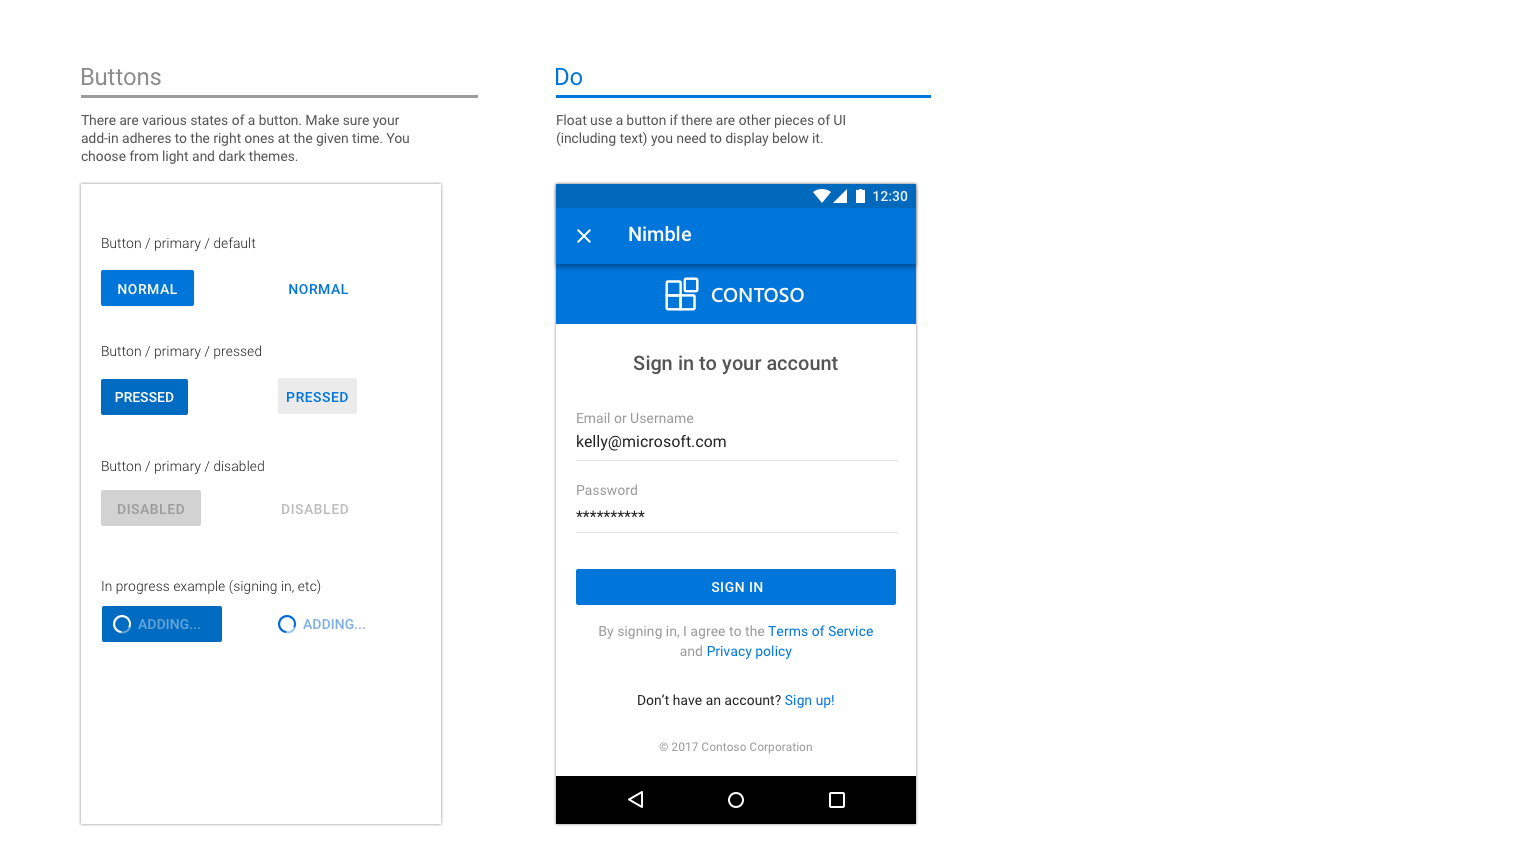 Buttons
There are various states of a button. Make sure your
add-in adheres to the right ones at the given time. You
choose from light and dark themes.
Button / primary / default
NORMAL
NORMAL
Button / primary / pressed
PRESSED
PRESSED
Button / primary / disabled
DISABLED
DISABLED
In progress example (signing in, etc)
ADDING...
ADDING...
Do
Float use a button if there are other pieces of UI
(including text) you need to display below it.
12:30
Nimble
CONTOSO
Sign in to your account
Email or Username
kelly@microsoft.com
Password
**********
SIGN IN
By signing in, I agree to the Terms of Service
and Privacy policy
Don’t have an account? Sign up!
© 2017 Contoso Corporation